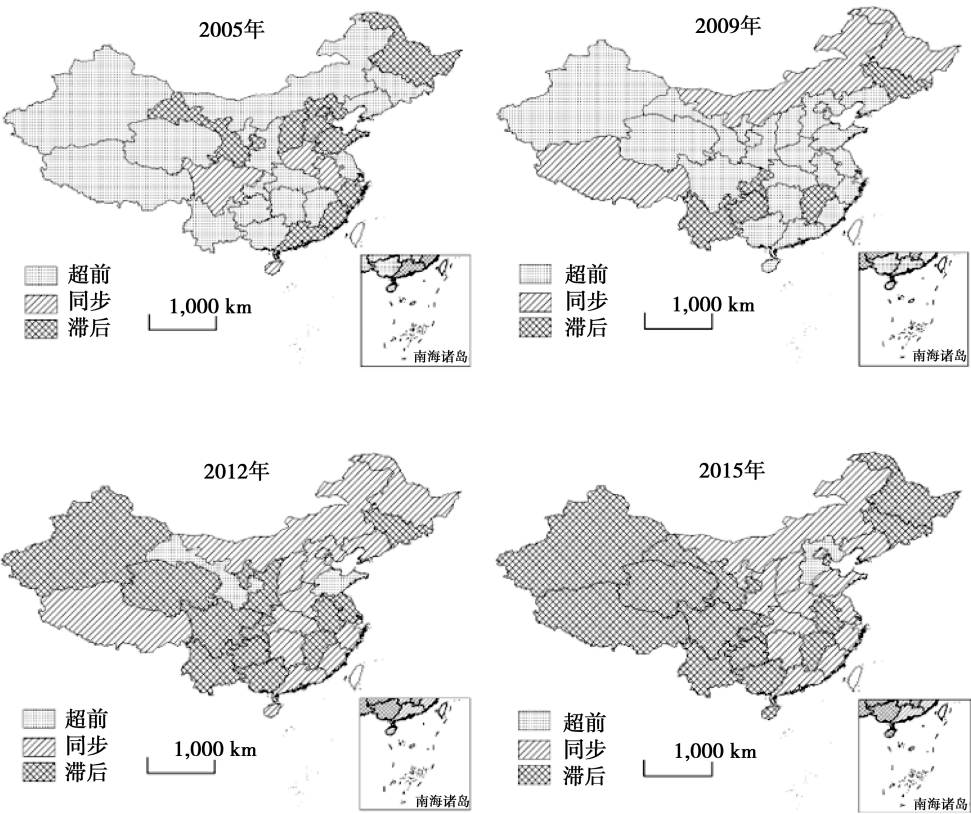 2005年
超前
同步
滞后
1,000 km
南海诸岛
2009年
超前
同步
滞后
1,000 km
南海诸岛
2012年
超前
同步
滞后
1,000 km
南海诸岛
2015年
超前
同步
滞后
1,000 km
南海诸岛